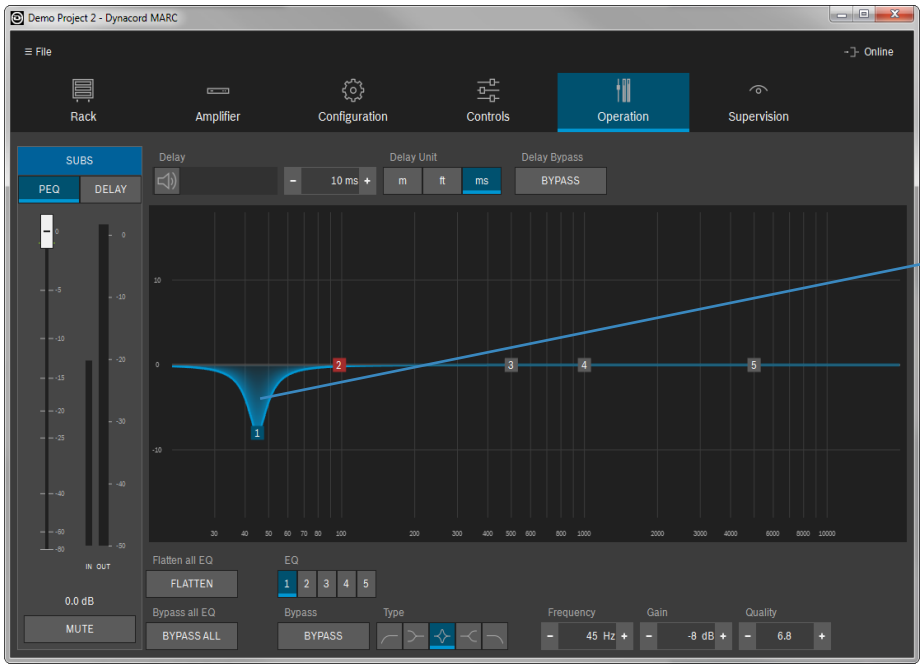 Demo Project 2 - Dynacord MARC
File
Online
Rack Amplifier Configuration Controls Operation Supervision
SUBS
PEQ DELAY
Delay Delay Unit Delay Bypass
- 10 ms + m ft ms BYPASS
0 0
-5
-10
-10
-15 -20
-20
-25 -30
-40 -40
-60
-80 -50
IN OUT
0.0 dB
MUTE
10
0
-10
1 2 3 4 5
30 40 50 60 70 80 100 200 300 400 500 600 800 1000 2000 3000 4000 6000 8000 10000
Flatten all EQ EQ
FLATTEN 1 2 3 4 5
Bypass all EQ Bypass Type Frequency Gain Quality
BYPASS ALL BYPASS - 45 Hz + - -8 dB + - 6.8 +